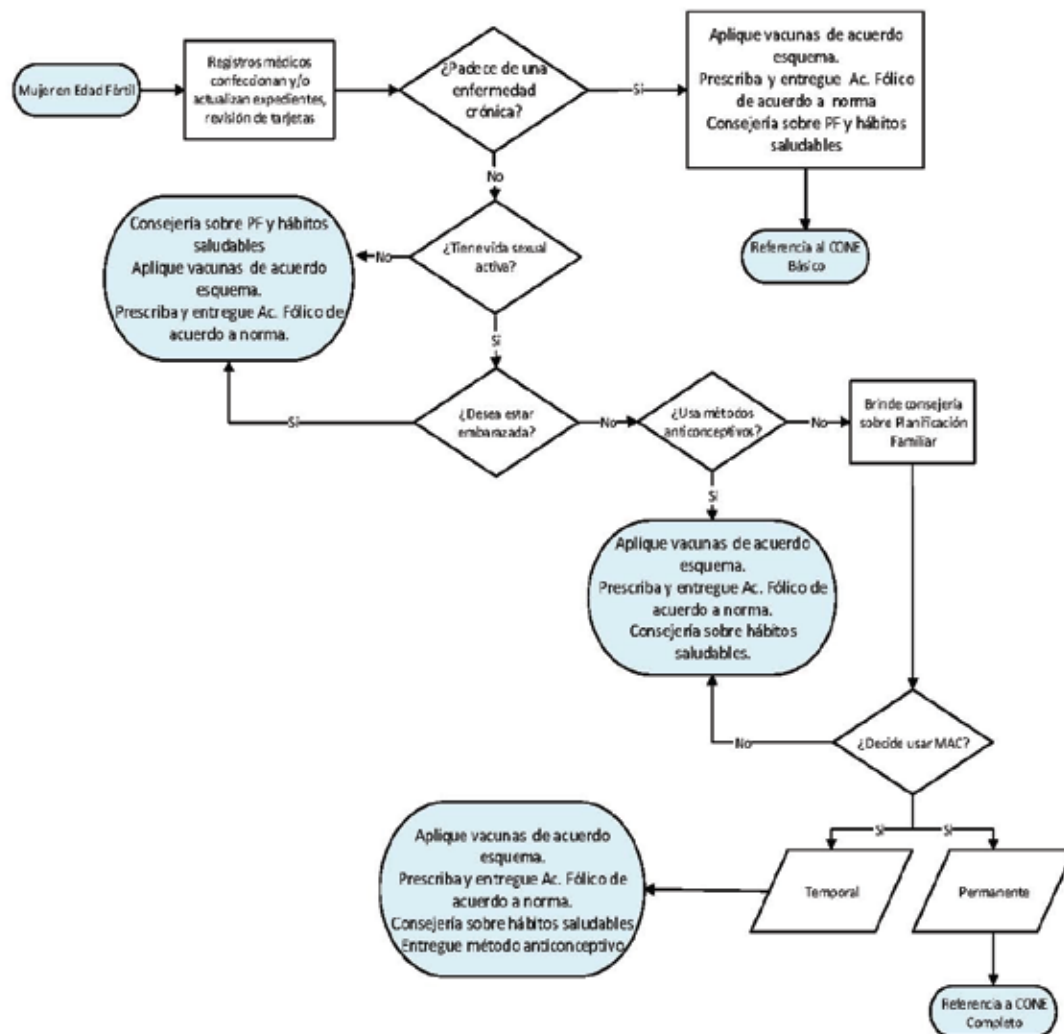 Mujer en Edad Fértil
Registros médicos
confeccionan y/o
actualizan expedientes,
revisión de tarjetas
¿Padece de una
enfermedad
crónica?
Si
Aplique vacunas de acuerdo
esquema.
Prescriba y entregue Ac. Fólico
de acuerdo a norma
Consejería sobre PF y hábitos
saludables
No
Referencia al CONE
Básico
¿Tiene vida sexual
activa?
No
Consejería sobre PF y hábitos
saludables
Aplique vacunas de acuerdo
esquema.
Prescriba y entregue Ac. Fólico de
acuerdo a norma.
Si
¿Desea estar
embarazada?
Si
No
¿Usa métodos
anticonceptivos?
No
Brinde consejería
sobre Planificación
Familiar
Si
Aplique vacunas de acuerdo
esquema.
Prescriba y entregue Ac. Fólico de
acuerdo a norma.
Consejería sobre hábitos
saludables.
¿Decide usar MAC?
No
Si
Si
Temporal
Permanente
Aplique vacunas de acuerdo
esquema.
Prescriba y entregue Ac. Fólico de
acuerdo a norma.
Consejería sobre hábitos saludables
Entregue método anticonceptivo
Referencia a CONE
Completo